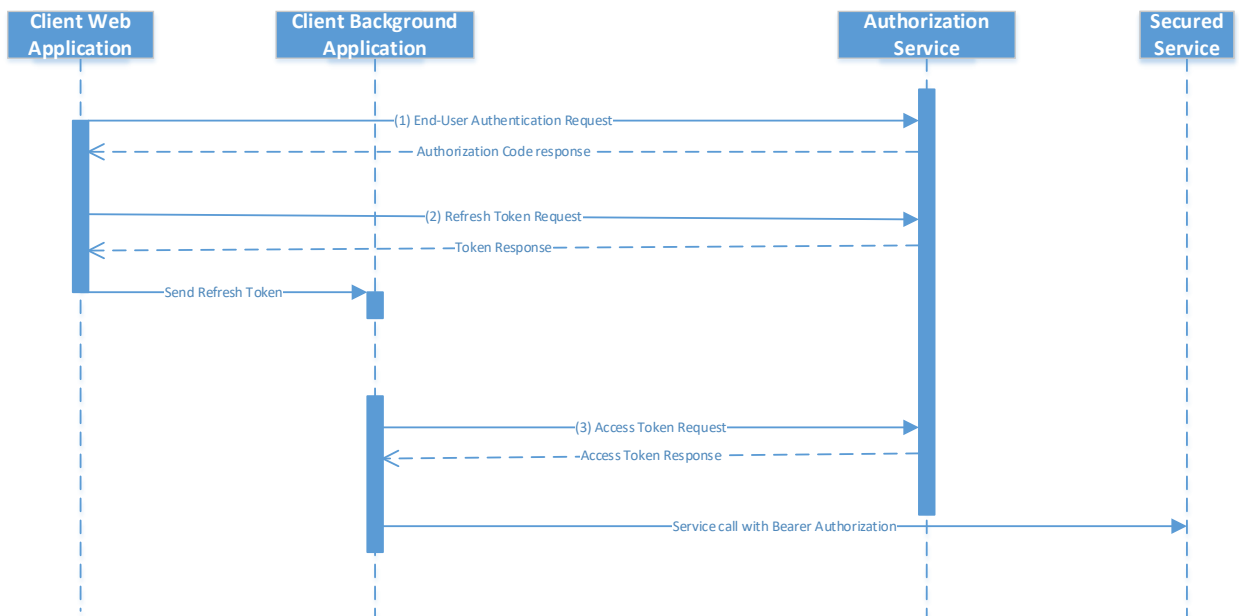 Client Web
Application
Client Background
Application
Authorization
Service
Secured
Service
(1) End-User Authentication Request
Authorization Code response
(2) Refresh Token Request
Token Response
Send Refresh Token
(3) Access Token Request
Access Token Response
Service call with Bearer Authorization